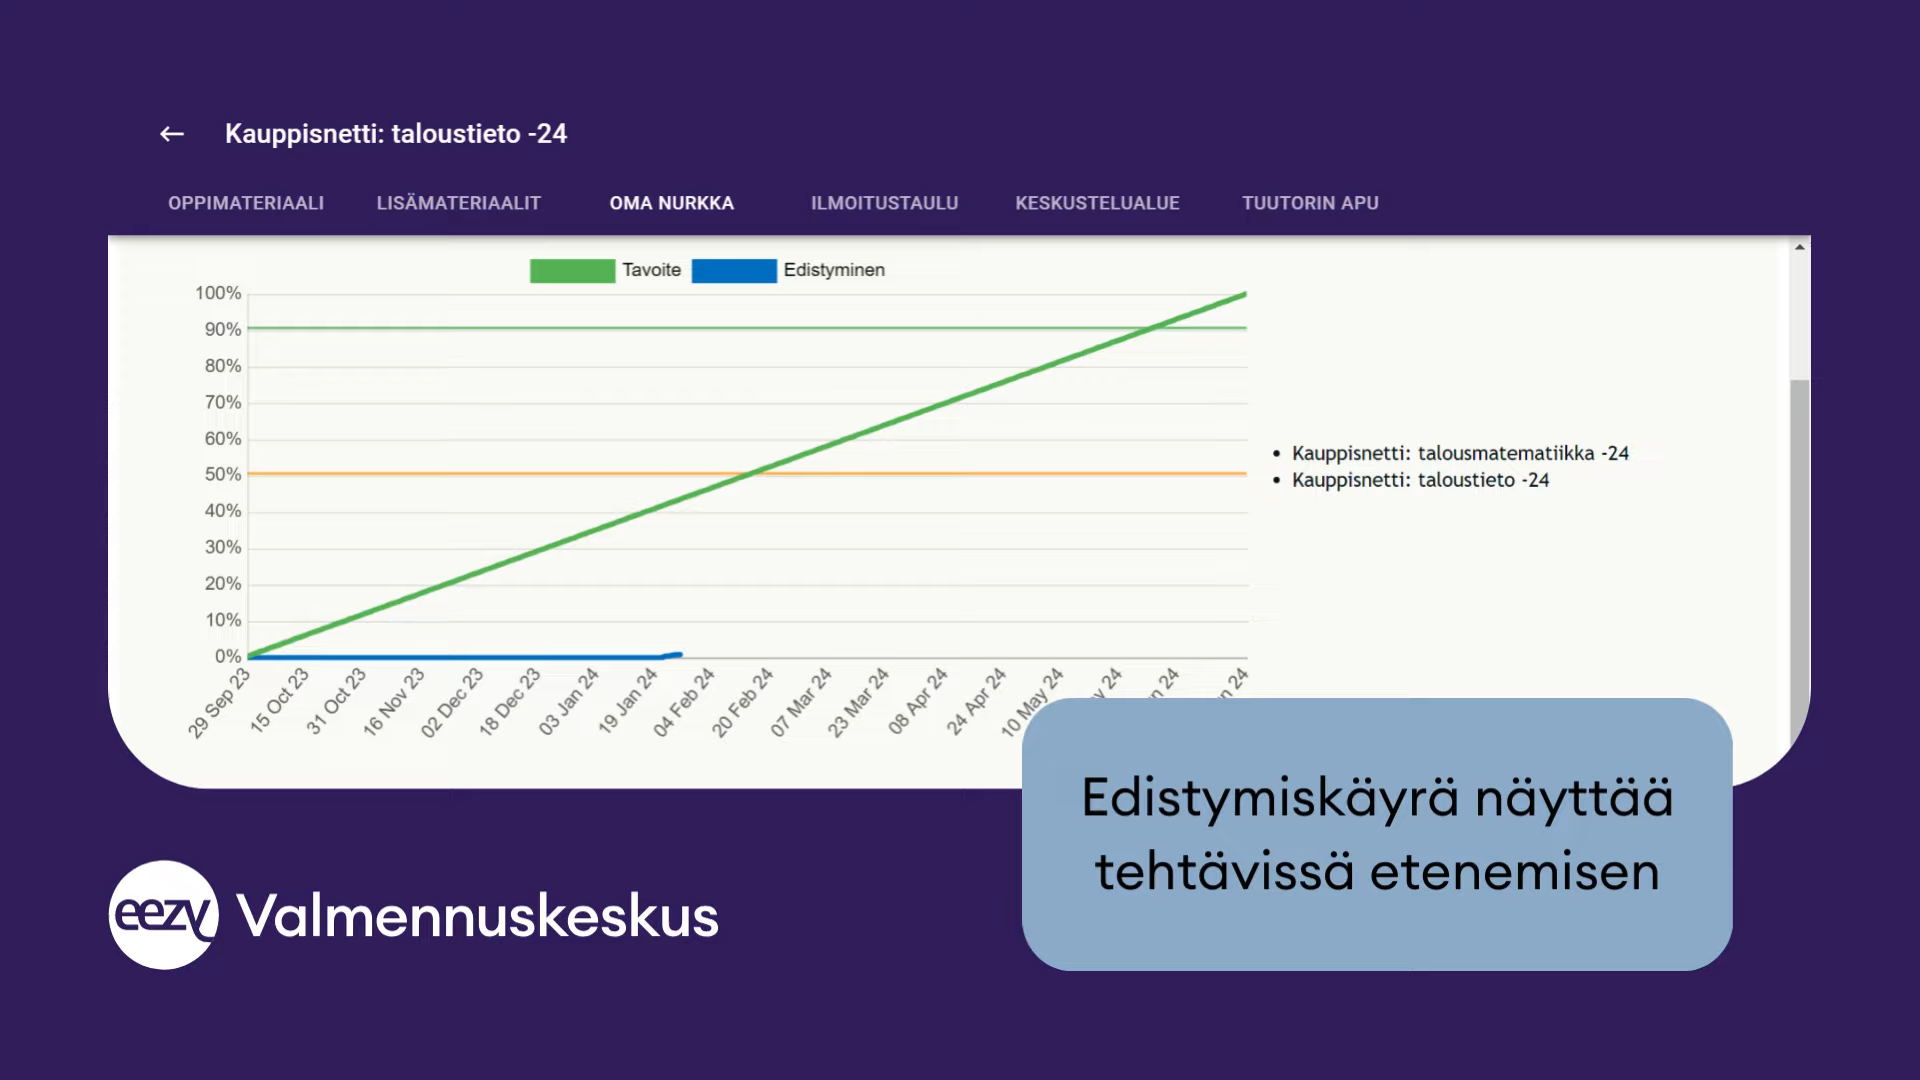 Kauppisnetti: taloustieto -24
OPPIMATERIAALI LISÄMATERIAALIT OMA NURKKA ILMOITUSTAULU KESKUSTELUALUE TUUTORIN APU
Tavoite Edistyminen
100%
90%
80%
70%
60%
50%
40%
30%
20%
10%
0%
29 Sep 23 15 Oct 23 31 Oct 23 16 Nov 23 02 Dec 23 18 Dec 23 03 Jan 24 19 Jan 24 04 Feb 24 20 Feb 24 07 Mar 24 23 Mar 24 08 Apr 24 24 Apr 24 10 May 24
• Kauppisnetti: talousmatematiikka -24
• Kauppisnetti: taloustieto -24
Edistymiskäyrä näyttää
tehtävissä etenemisen
eezy Valmennuskeskus